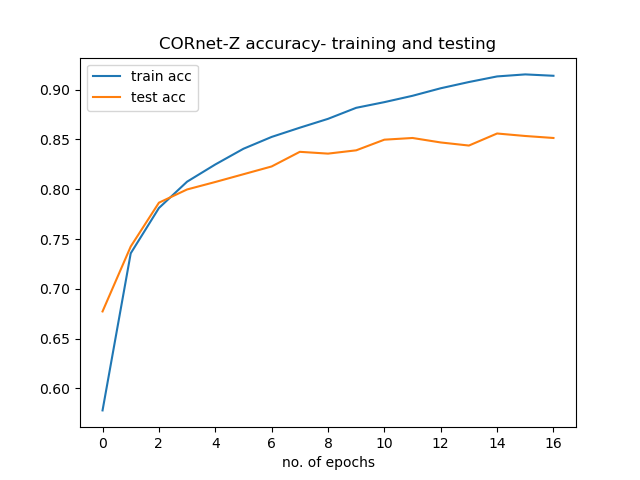 CORnet-Z accuracy- training and testing
train acc
test acc
0.90
0.85
0.80
0.75
0.70
0.65
0.60
0 2 4 6 8 10 12 14 16
no. of epochs